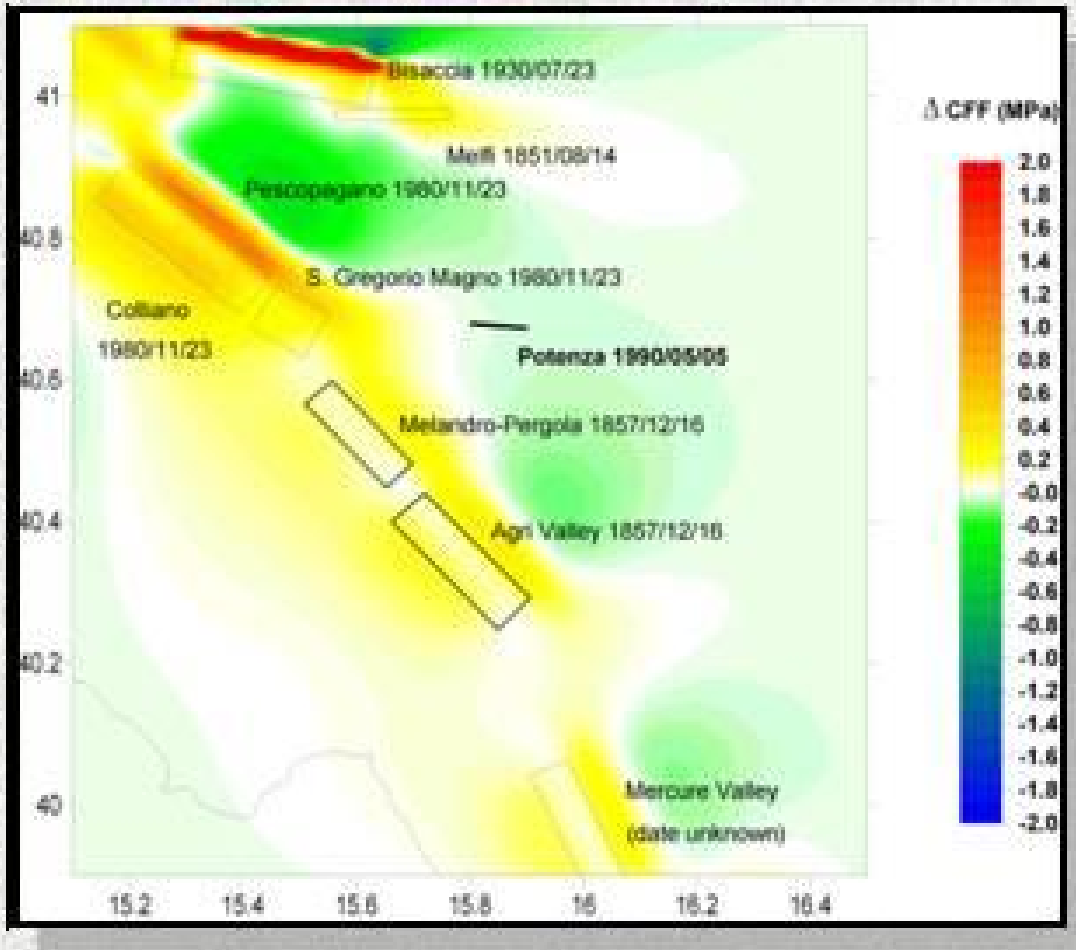 Bisaccia 1930/07/23
41
Δ CFF (MPa)
Melfi 1851/08/14
2.0
1.8
Pescopagano 1980/11/23
1.6
40.8
1.4
S. Gregorio Magno 1980/11/23
1.2
Colliano
1980/11/23
1.0
Potenza 1990/05/05
0.8
40.6
0.6
Melandro-Pergola 1857/12/16
0.4
0.2
-0.0
40.4
Agri Valley 1857/12/16
-0.2
-0.4
-0.6
-0.8
40.2
-1.0
-1.2
-1.4
-1.6
-1.8
-2.0
40
Mercure Valley
(date unknown)
15.2 15.4 15.6 15.8 16 16.2 16.4